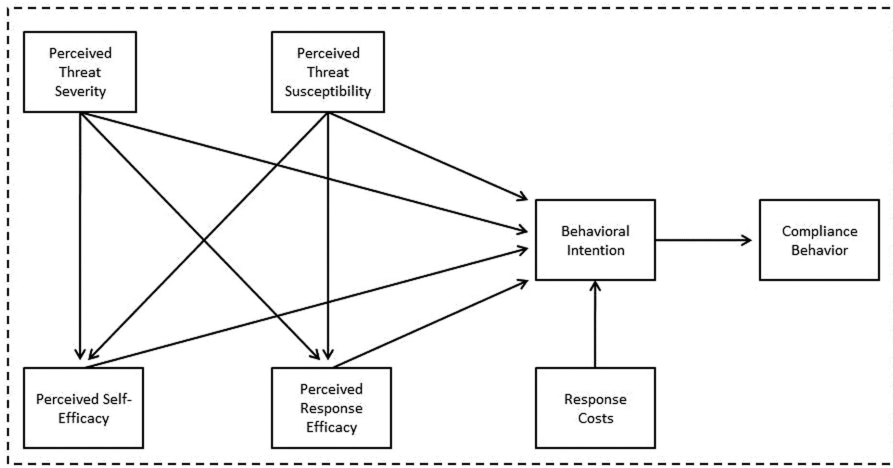 Perceived
Threat
Severity
Perceived
Threat
Susceptibility
Behavioral
Intention
Compliance
Behavior
Perceived Self-
Efficacy
Perceived
Response
Efficacy
Response
Costs